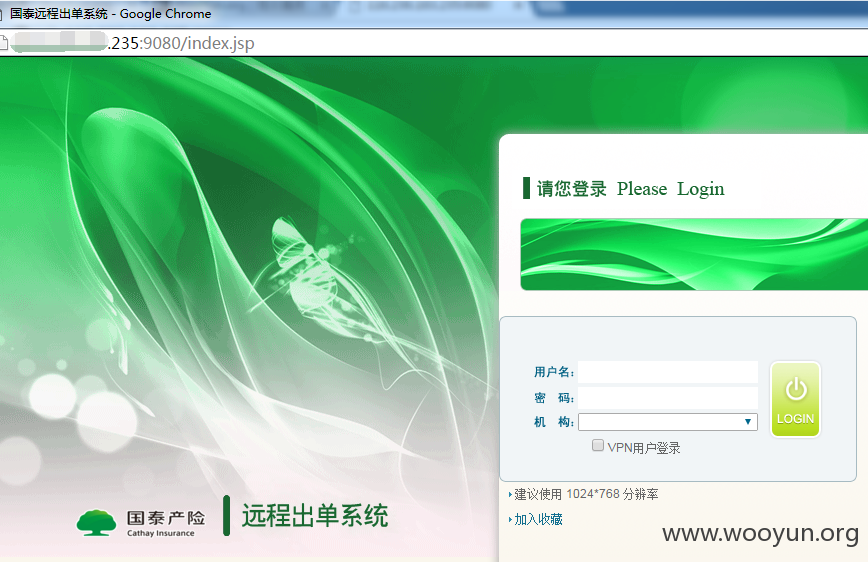 国泰远程出单系统 - Google Chrome
.235:9080/index.jsp
请您登录 Please Login
用户名:
密 码:
机 构:
LOGIN
VPN用户登录
建议使用 1024*768 分辨率
加入收藏
国泰产险
Cathay Insurance
远程出单系统
www.wooyun.org